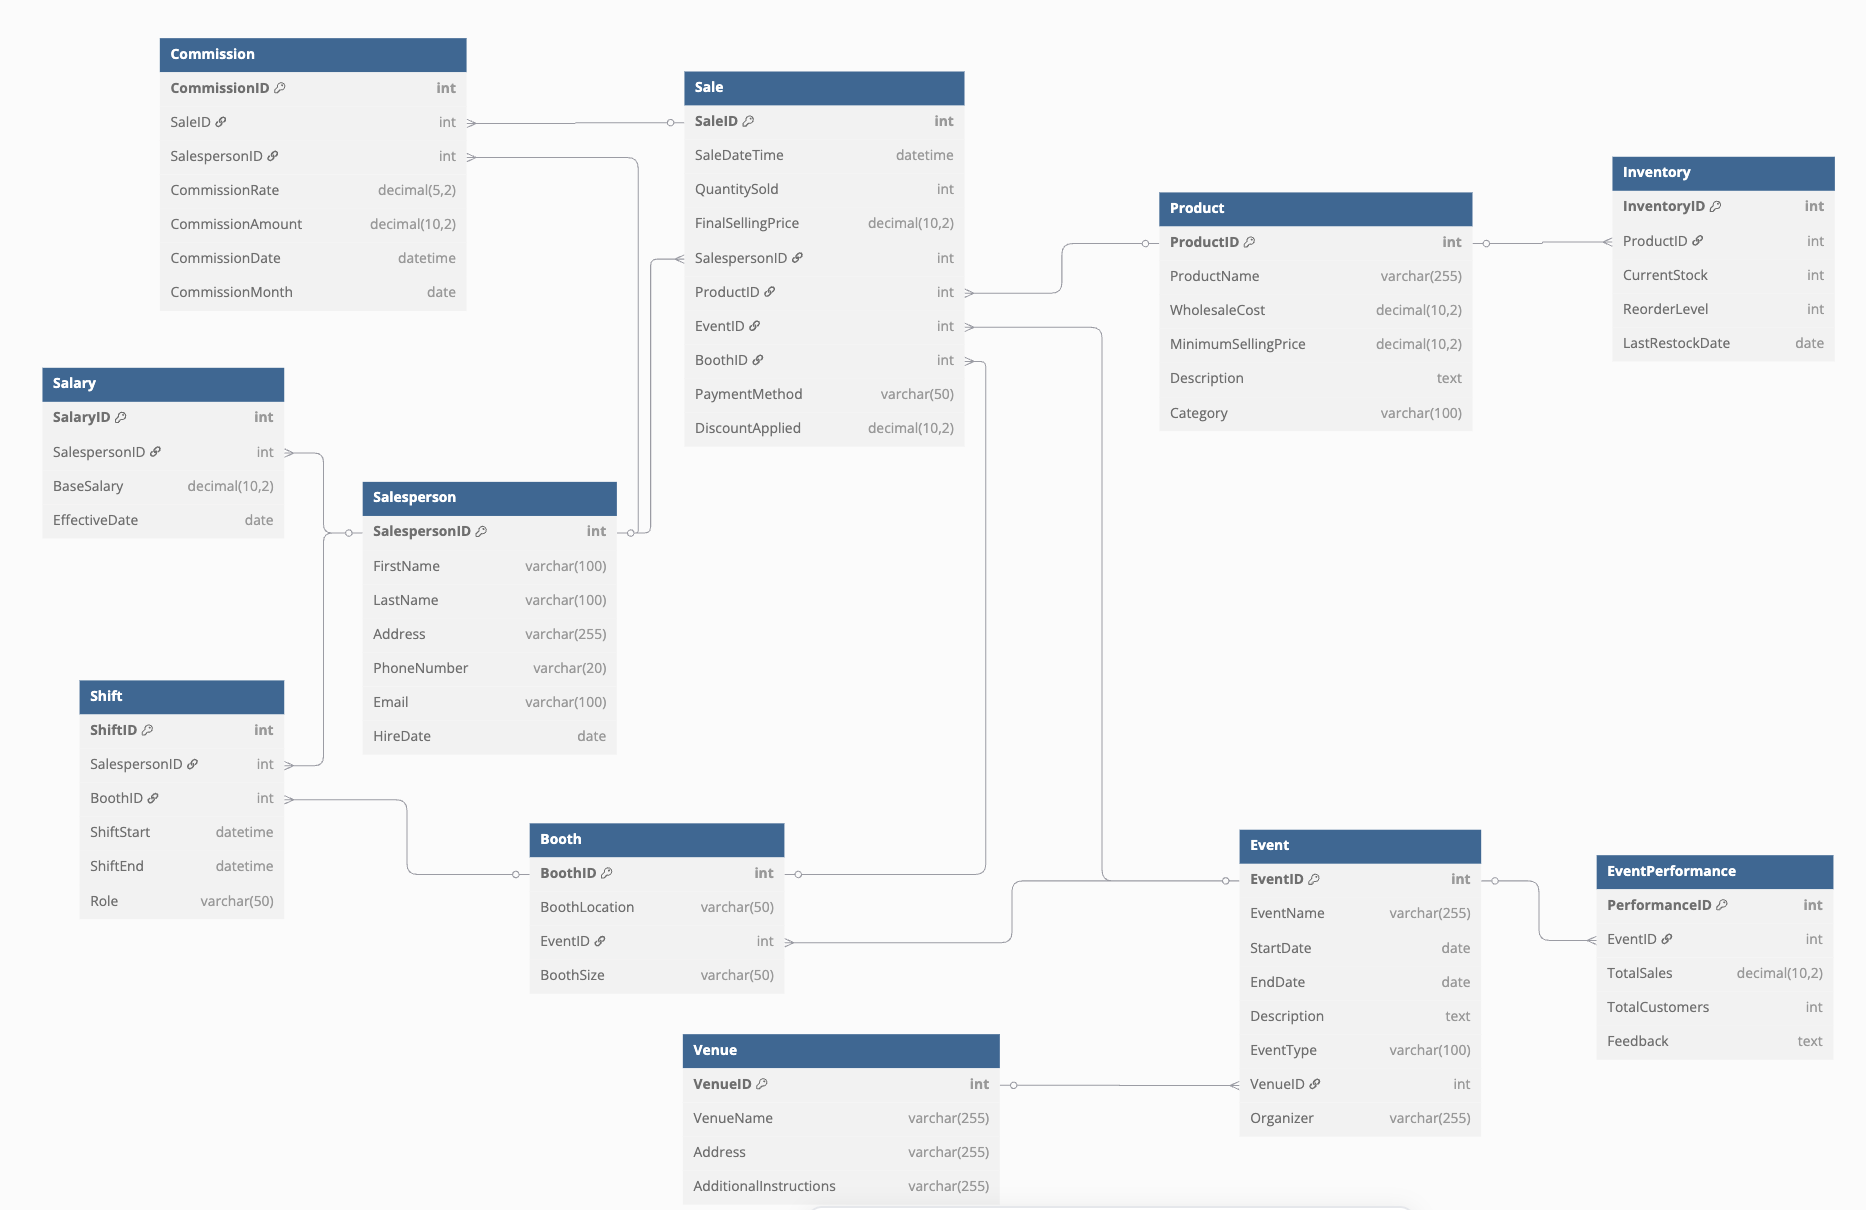 Commission
CommissionID int
SaleID int
SalespersonID int
CommissionRate decimal(5,2)
CommissionAmount decimal(10,2)
CommissionDate datetime
CommissionMonth date
Sale
SaleID int
SaleDateTime datetime
QuantitySold int
FinalSellingPrice decimal(10,2)
SalespersonID int
ProductID int
EventID int
BoothID int
PaymentMethod varchar(50)
DiscountApplied decimal(10,2)
Product
ProductID int
ProductName varchar(255)
WholesaleCost decimal(10,2)
MinimumSellingPrice decimal(10,2)
Description text
Category varchar(100)
Inventory
InventoryID int
ProductID int
CurrentStock int
ReorderLevel int
LastRestockDate date
Salary
SalaryID int
SalespersonID int
BaseSalary decimal(10,2)
EffectiveDate date
Salesperson
SalespersonID int
FirstName varchar(100)
LastName varchar(100)
Address varchar(255)
PhoneNumber varchar(20)
Email varchar(100)
HireDate date
Shift
ShiftID int
SalespersonID int
BoothID int
ShiftStart datetime
ShiftEnd datetime
Role varchar(50)
Booth
BoothID int
BoothLocation varchar(50)
EventID int
BoothSize varchar(50)
Event
EventID int
EventName varchar(255)
StartDate date
EndDate date
Description text
EventType varchar(100)
VenueID int
Organizer varchar(255)
EventPerformance
PerformanceID int
EventID int
TotalSales decimal(10,2)
TotalCustomers int
Feedback text
Venue
VenueID int
VenueName varchar(255)
Address varchar(255)
AdditionalInstructions varchar(255)